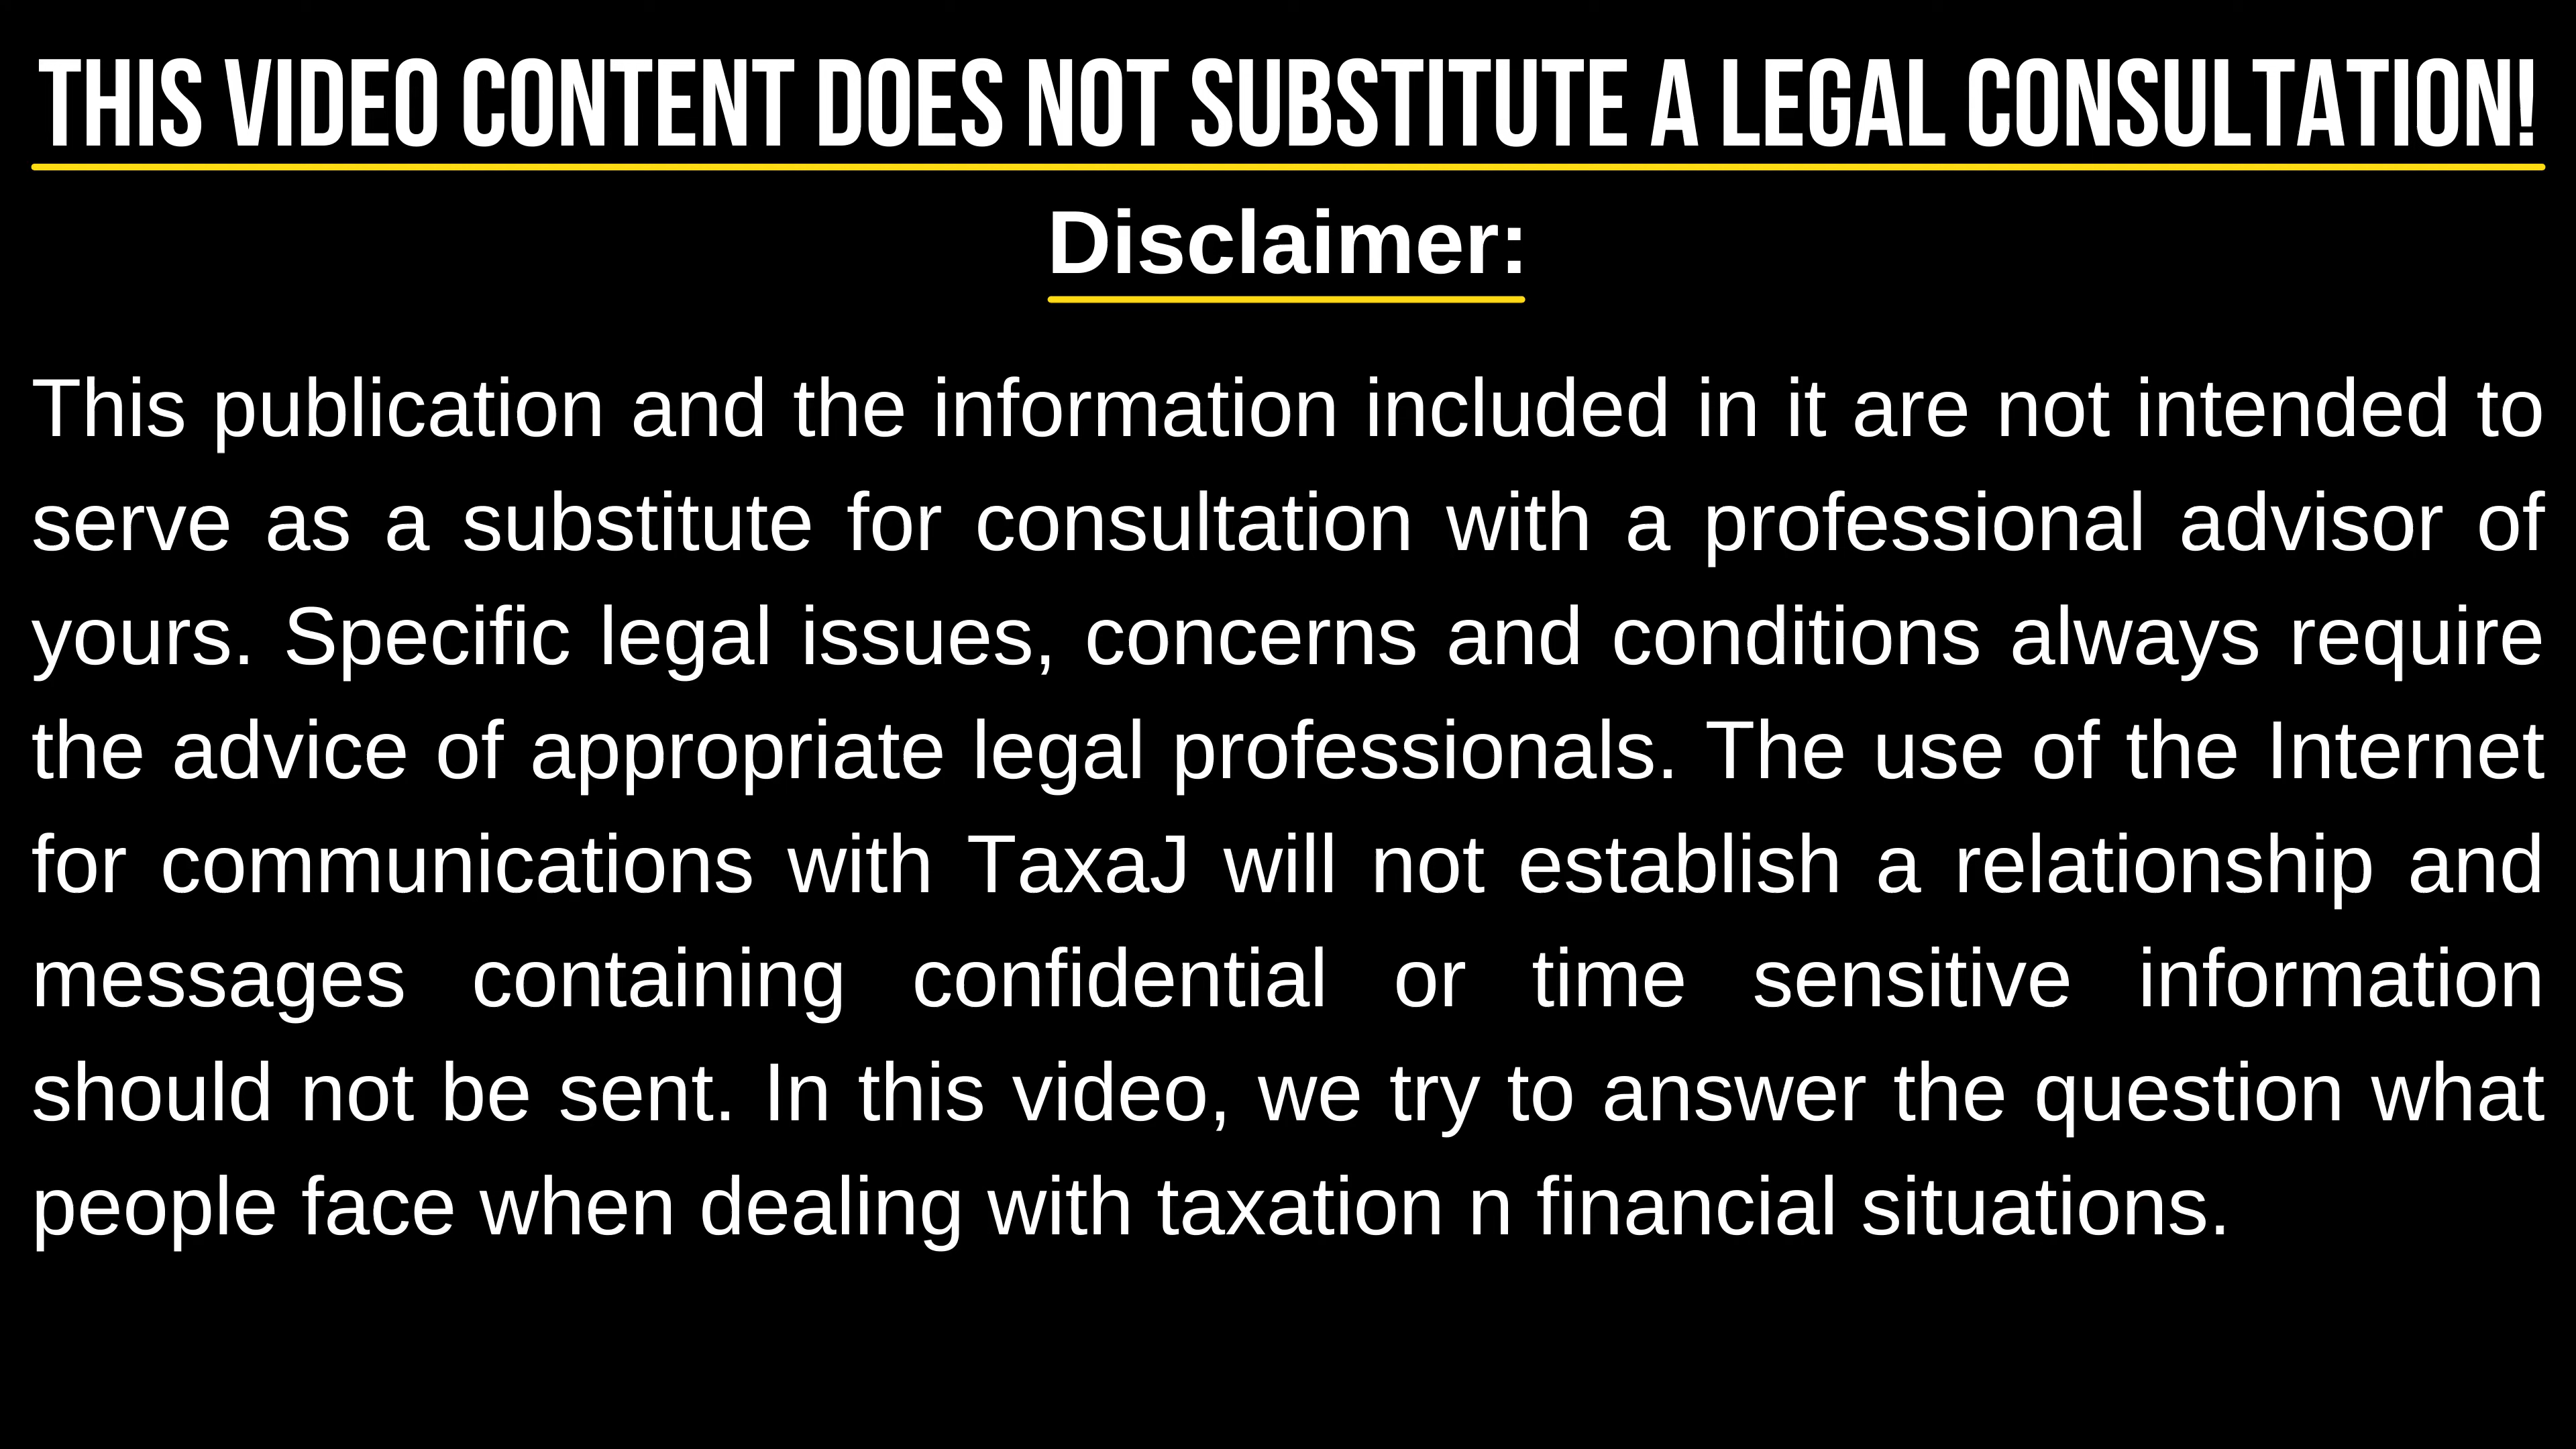 THIS VIDEO CONTENT DOES NOT SUBSTITUTE A LEGAL CONSULTATION!
Disclaimer:
This publication and the information included in it are not intended to
serve as a substitute for consultation with a professional advisor of
yours. Specific legal issues, concerns and conditions always require
the advice of appropriate legal professionals. The use of the Internet
for communications with TaxaJ will not establish a relationship and
messages containing confidential or time sensitive information
should not be sent. In this video, we try to answer the question what
people face when dealing with taxation n financial situations.